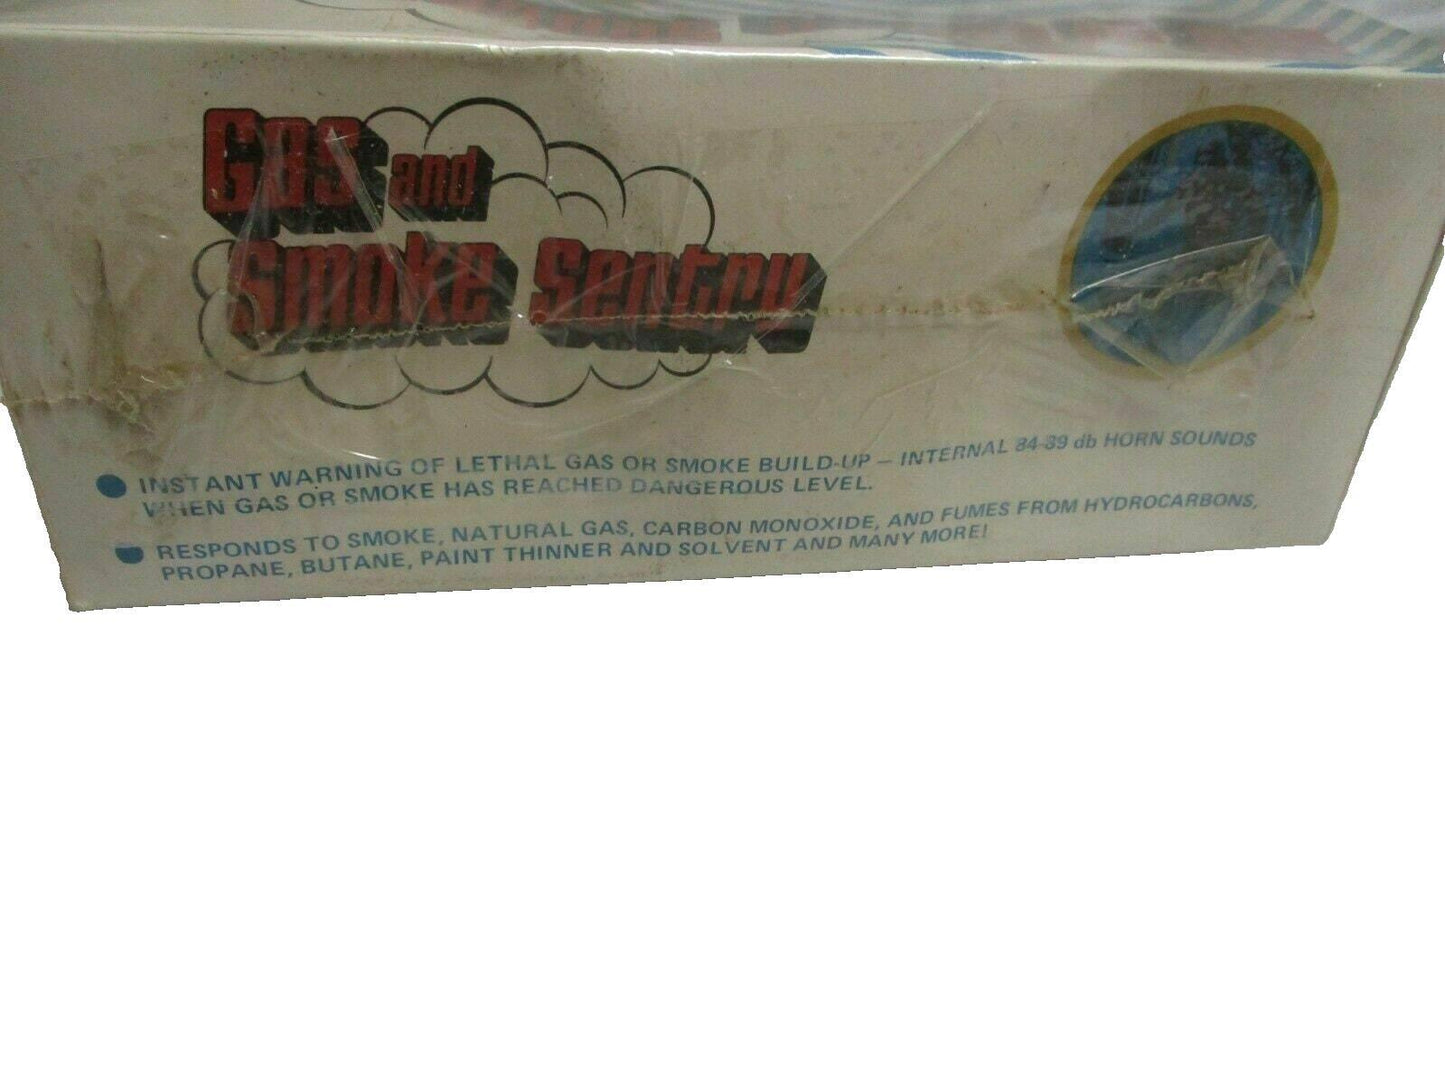 Gas and
Smoke Sentry
INSTANT WARNING OF LETHAL GAS OR SMOKE BUILD-UP – INTERNAL 84-89 db HORN SOUNDS
WHEN GAS OR SMOKE HAS REACHED DANGEROUS LEVEL.
RESPONDS TO SMOKE, NATURAL GAS, CARBON MONOXIDE, AND FUMES FROM HYDROCARBONS,
PROPANE, BUTANE, PAINT THINNER AND SOLVENT AND MANY MORE!